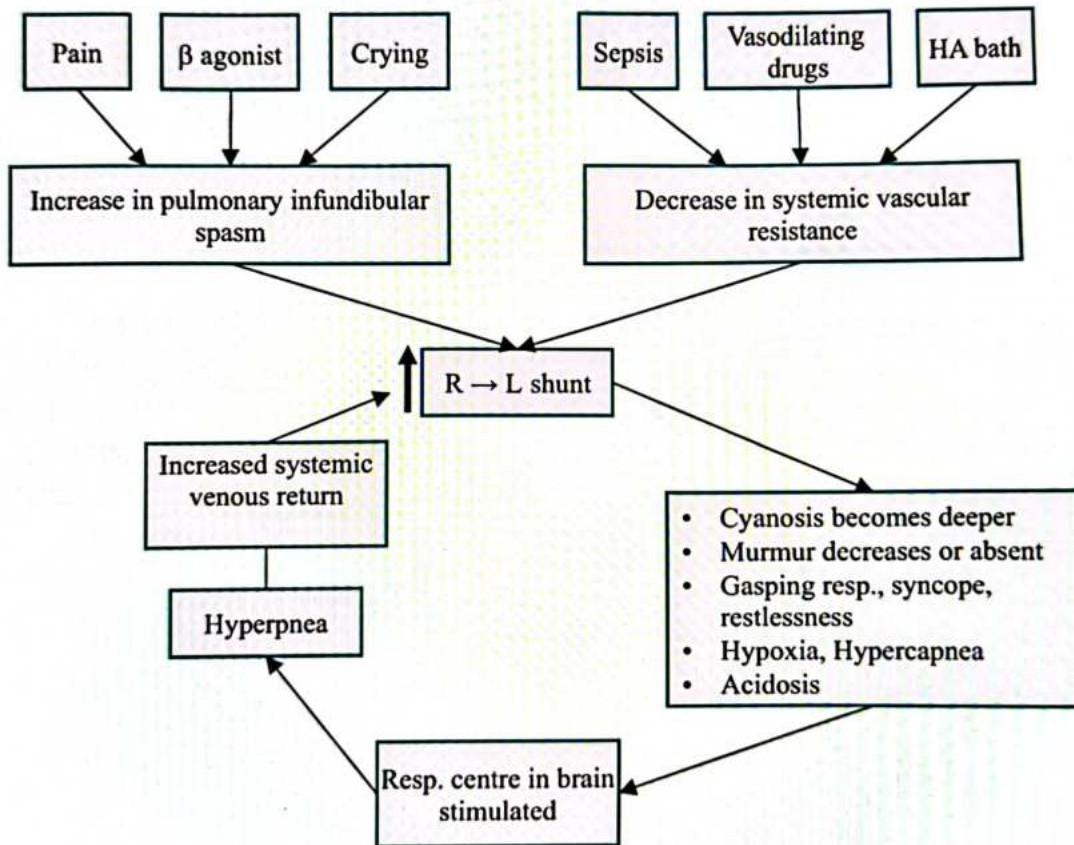 Pain
β agonist
Crying
Sepsis
Vasodilating
drugs
HA bath
Increase in pulmonary infundibular
spasm
Decrease in systemic vascular
resistance
R → L shunt
Increased systemic
venous return
• Cyanosis becomes deeper
• Murmur decreases or absent
• Gasping resp., syncope,
restlessness
• Hypoxia, Hypercapnea
• Acidosis
Hyperpnea
Resp. centre in brain
stimulated